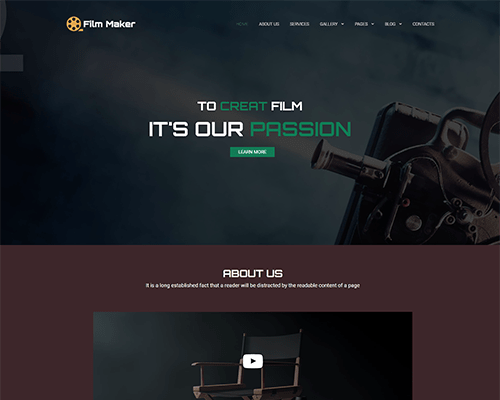 Film Maker
HOME ABOUT US SERVICES GALLERY PAGES BLOG CONTACTS
TO CREAT FILM
IT'S OUR PASSION
LEARN MORE
ABOUT US
It is a long established fact that a reader will be distracted by the readable content of a page